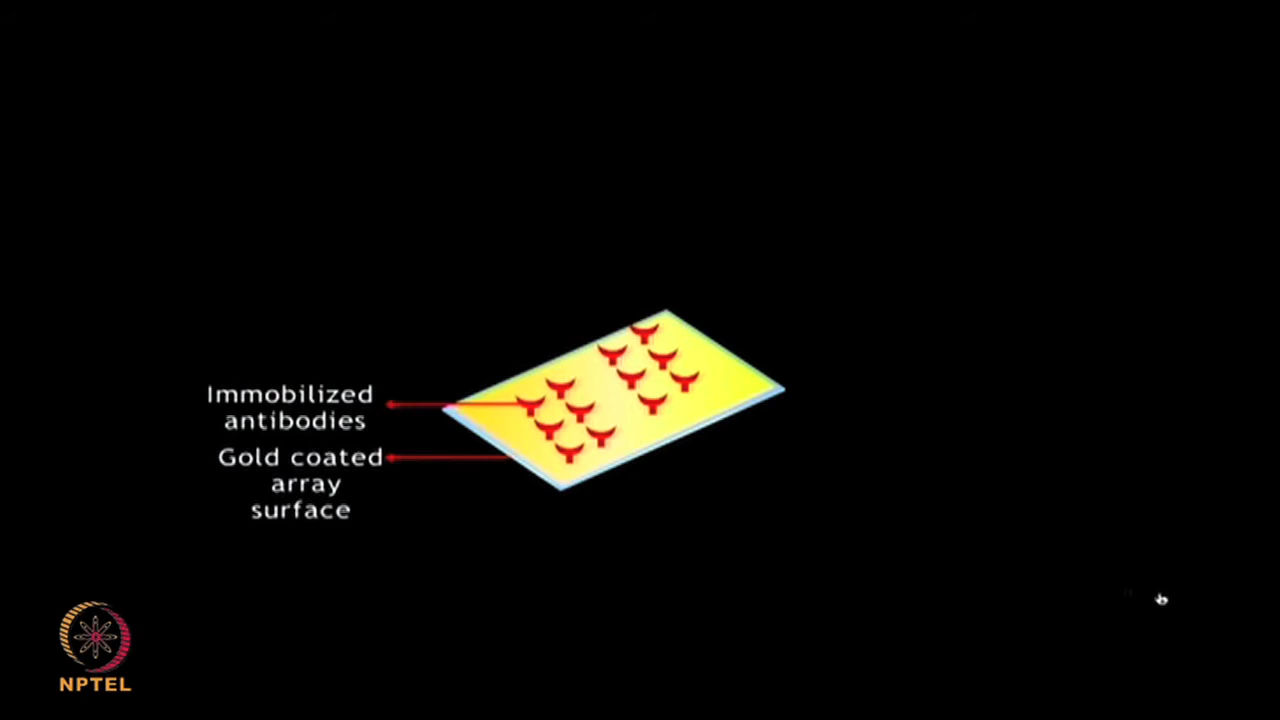 Immobilized
antibodies
Gold coated
array
surface
NPTEL